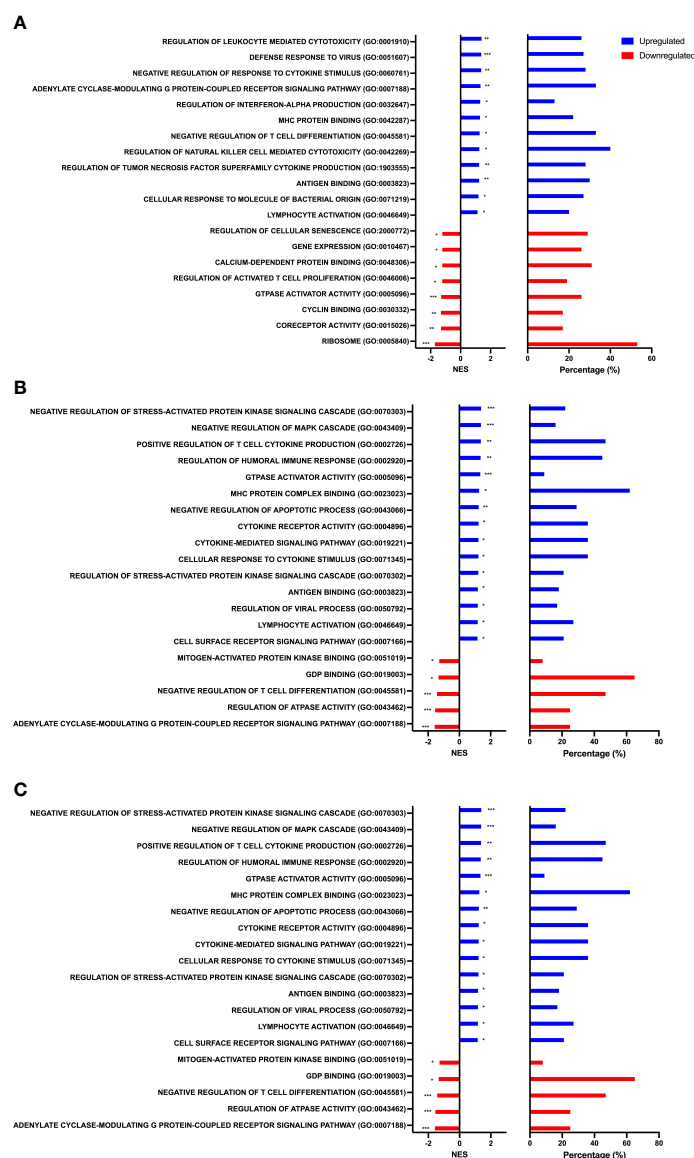 A
REGULATION OF LEUKOCYTE MEDIATED CYTOTOXICITY (GO:0001910) **
DEFENSE RESPONSE TO VIRUS (GO:0051607) ***
NEGATIVE REGULATION OF RESPONSE TO CYTOKINE STIMULUS (GO:0060761) **
ADENYLATE CYCLASE-MODULATING G PROTEIN-COUPLED RECEPTOR SIGNALING PATHWAY (GO:0007188) **
REGULATION OF INTERFERON-ALPHA PRODUCTION (GO:0032647) *
MHC PROTEIN BINDING (GO:0042287) *
NEGATIVE REGULATION OF T CELL DIFFERENTIATION (GO:0045581) *
REGULATION OF NATURAL KILLER CELL MEDIATED CYTOTOXICITY (GO:0042269) *
REGULATION OF TUMOR NECROSIS FACTOR SUPERFAMILY CYTOKINE PRODUCTION (GO:1903555) **
ANTIGEN BINDING (GO:0003823) **
CELLULAR RESPONSE TO MOLECULE OF BACTERIAL ORIGIN (GO:0071219) *
LYMPHOCYTE ACTIVATION (GO:0046649) *
REGULATION OF CELLULAR SENESCENCE (GO:2000772) *
GENE EXPRESSION (GO:0010467) *
CALCIUM-DEPENDENT PROTEIN BINDING (GO:0048306) *
REGULATION OF ACTIVATED T CELL PROLIFERATION (GO:0046006) *
GTPASE ACTIVATOR ACTIVITY (GO:0005096) ***
CYCLIN BINDING (GO:0030332) **
CORECEPTOR ACTIVITY (GO:0015026) **
RIBOSOME (GO:0005840) ***
-2 0 2 0 20 40 60
NES Percentage (%)
Upregulated
Downregulated
B
NEGATIVE REGULATION OF STRESS-ACTIVATED PROTEIN KINASE SIGNALING CASCADE (GO:0070303) ***
NEGATIVE REGULATION OF MAPK CASCADE (GO:0043409) ***
POSITIVE REGULATION OF T CELL CYTOKINE PRODUCTION (GO:0002726) **
REGULATION OF HUMORAL IMMUNE RESPONSE (GO:0002920) **
GTPASE ACTIVATOR ACTIVITY (GO:0005096) ***
MHC PROTEIN COMPLEX BINDING (GO:0023023) *
NEGATIVE REGULATION OF APOPTOTIC PROCESS (GO:0043066) **
CYTOKINE RECEPTOR ACTIVITY (GO:0004896) *
CYTOKINE-MEDIATED SIGNALING PATHWAY (GO:0019221) *
CELLULAR RESPONSE TO CYTOKINE STIMULUS (GO:0071345) *
REGULATION OF STRESS-ACTIVATED PROTEIN KINASE SIGNALING CASCADE (GO:0070302) *
ANTIGEN BINDING (GO:0003823) *
REGULATION OF VIRAL PROCESS (GO:0050792) *
LYMPHOCYTE ACTIVATION (GO:0046649) *
CELL SURFACE RECEPTOR SIGNALING PATHWAY (GO:0007166) *
MITOGEN-ACTIVATED PROTEIN KINASE BINDING (GO:0051019) *
GDP BINDING (GO:0019003) *
NEGATIVE REGULATION OF T CELL DIFFERENTIATION (GO:0045581) ***
REGULATION OF ATPASE ACTIVITY (GO:0043462) ***
ADENYLATE CYCLASE-MODULATING G PROTEIN-COUPLED RECEPTOR SIGNALING PATHWAY (GO:0007188) ***
-2 0 2 0 20 40 60 80
NES Percentage (%)
C
NEGATIVE REGULATION OF STRESS-ACTIVATED PROTEIN KINASE SIGNALING CASCADE (GO:0070303) ***
NEGATIVE REGULATION OF MAPK CASCADE (GO:0043409) ***
POSITIVE REGULATION OF T CELL CYTOKINE PRODUCTION (GO:0002726) **
REGULATION OF HUMORAL IMMUNE RESPONSE (GO:0002920) **
GTPASE ACTIVATOR ACTIVITY (GO:0005096) ***
MHC PROTEIN COMPLEX BINDING (GO:0023023) *
NEGATIVE REGULATION OF APOPTOTIC PROCESS (GO:0043066) **
CYTOKINE RECEPTOR ACTIVITY (GO:0004896) *
CYTOKINE-MEDIATED SIGNALING PATHWAY (GO:0019221) *
CELLULAR RESPONSE TO CYTOKINE STIMULUS (GO:0071345) *
REGULATION OF STRESS-ACTIVATED PROTEIN KINASE SIGNALING CASCADE (GO:0070302) *
ANTIGEN BINDING (GO:0003823) *
REGULATION OF VIRAL PROCESS (GO:0050792) *
LYMPHOCYTE ACTIVATION (GO:0046649) *
CELL SURFACE RECEPTOR SIGNALING PATHWAY (GO:0007166) *
MITOGEN-ACTIVATED PROTEIN KINASE BINDING (GO:0051019) *
GDP BINDING (GO:0019003) *
NEGATIVE REGULATION OF T CELL DIFFERENTIATION (GO:0045581) ***
REGULATION OF ATPASE ACTIVITY (GO:0043462) ***
ADENYLATE CYCLASE-MODULATING G PROTEIN-COUPLED RECEPTOR SIGNALING PATHWAY (GO:0007188) ***
-2 0 2 0 20 40 60 80
NES Percentage (%)